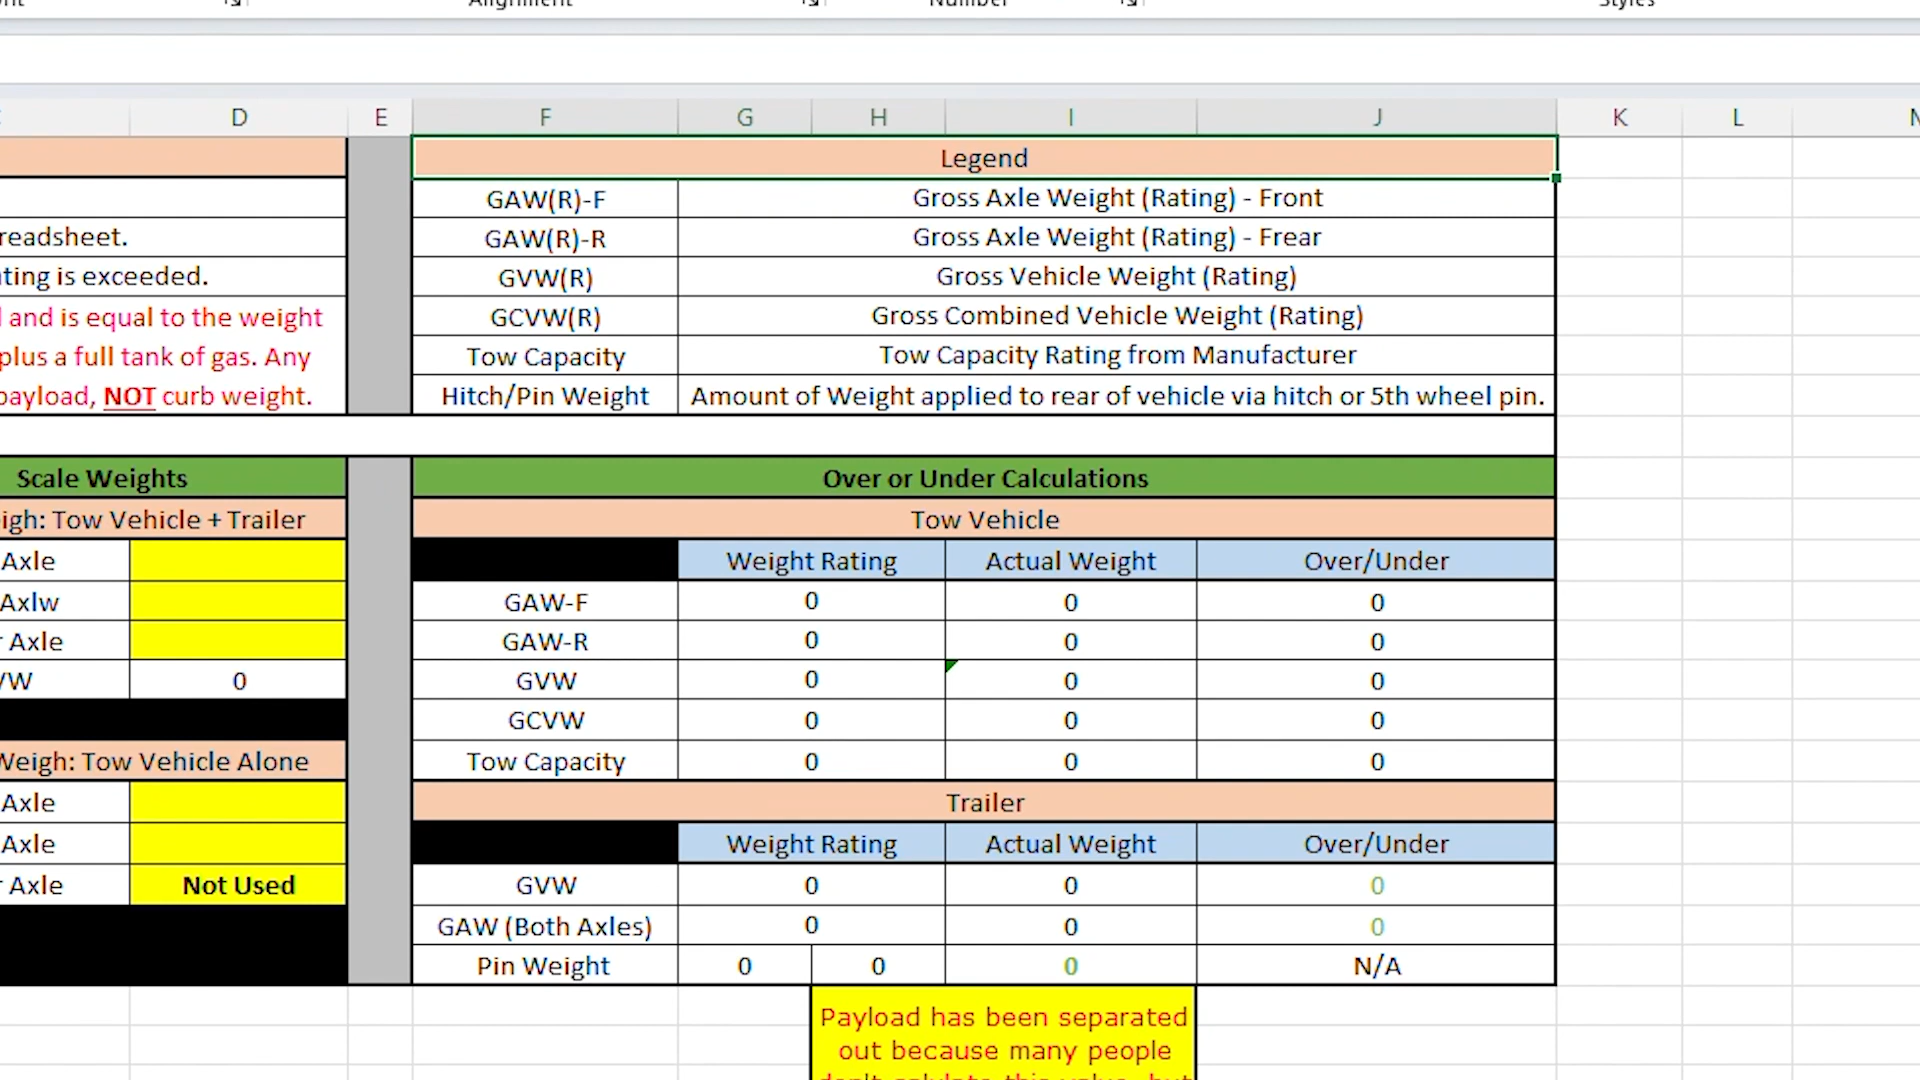 Alignment
Number
Styles
D E F G H I J K L
Legend
GAW(R)-F Gross Axle Weight (Rating) - Front
readsheet. GAW(R)-R Gross Axle Weight (Rating) - Frear
ting is exceeded. GVW(R) Gross Vehicle Weight (Rating)
and is equal to the weight GCVW(R) Gross Combined Vehicle Weight (Rating)
plus a full tank of gas. Any Tow Capacity Tow Capacity Rating from Manufacturer
payload, NOT curb weight. Hitch/Pin Weight Amount of Weight applied to rear of vehicle via hitch or 5th wheel pin.
Scale Weights Over or Under Calculations
igh: Tow Vehicle + Trailer Tow Vehicle
Axle Weight Rating Actual Weight Over/Under
Axlw GAW-F 0 0 0
Axle GAW-R 0 0 0
VW 0 GVW 0 0 0
GCVW 0 0 0
Weigh: Tow Vehicle Alone Tow Capacity 0 0 0
Axle Trailer
Axle Weight Rating Actual Weight Over/Under
r Axle Not Used GVW 0 0 0
GAW (Both Axles) 0 0 0
Pin Weight 0 0 0 N/A
Payload has been separated
out because many people